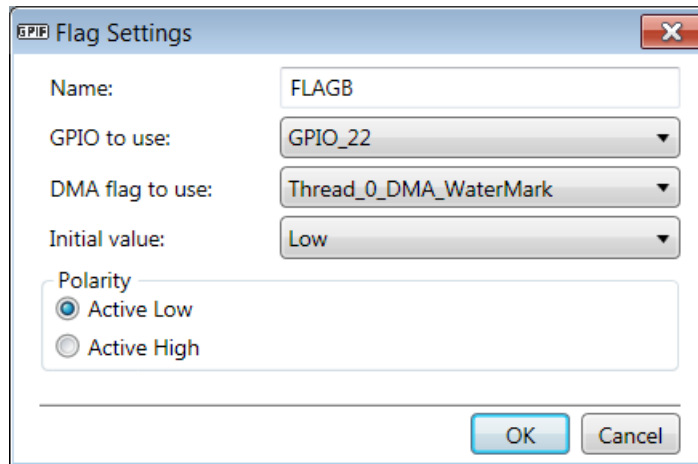 GPIF Flag Settings
Name: FLAGB
GPIO to use: GPIO_22
DMA flag to use: Thread_0_DMA_WaterMark
Initial value: Low
Polarity
Active Low
Active High
OK Cancel